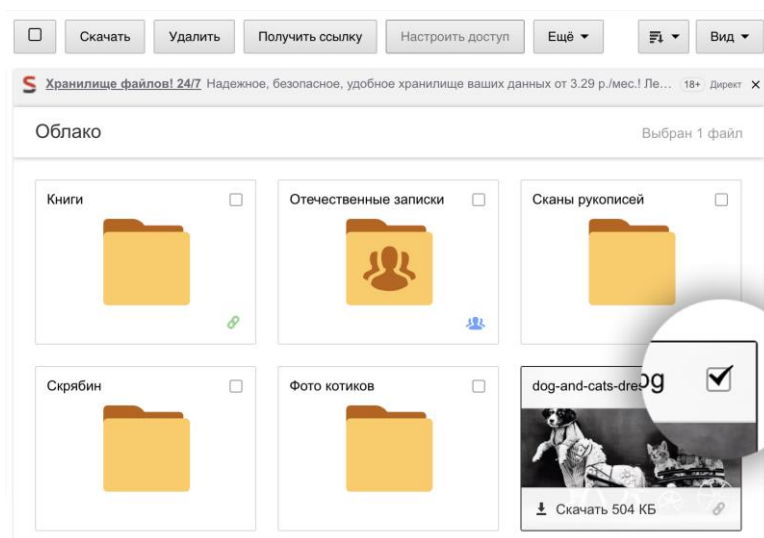 Скачать Удалить Получить ссылку Настроить доступ Ещё Вид
Хранилище файлов! 24/7 Надежное, безопасное, удобное хранилище ваших данных от 3.29 р./мес.! Ле... 18+ Директ
Облако Выбран 1 файл
Книги Отечественные записки Сканы рукописей
Скрябин Фото котиков dog-and-cats-dre
og
Скачать 504 КБ